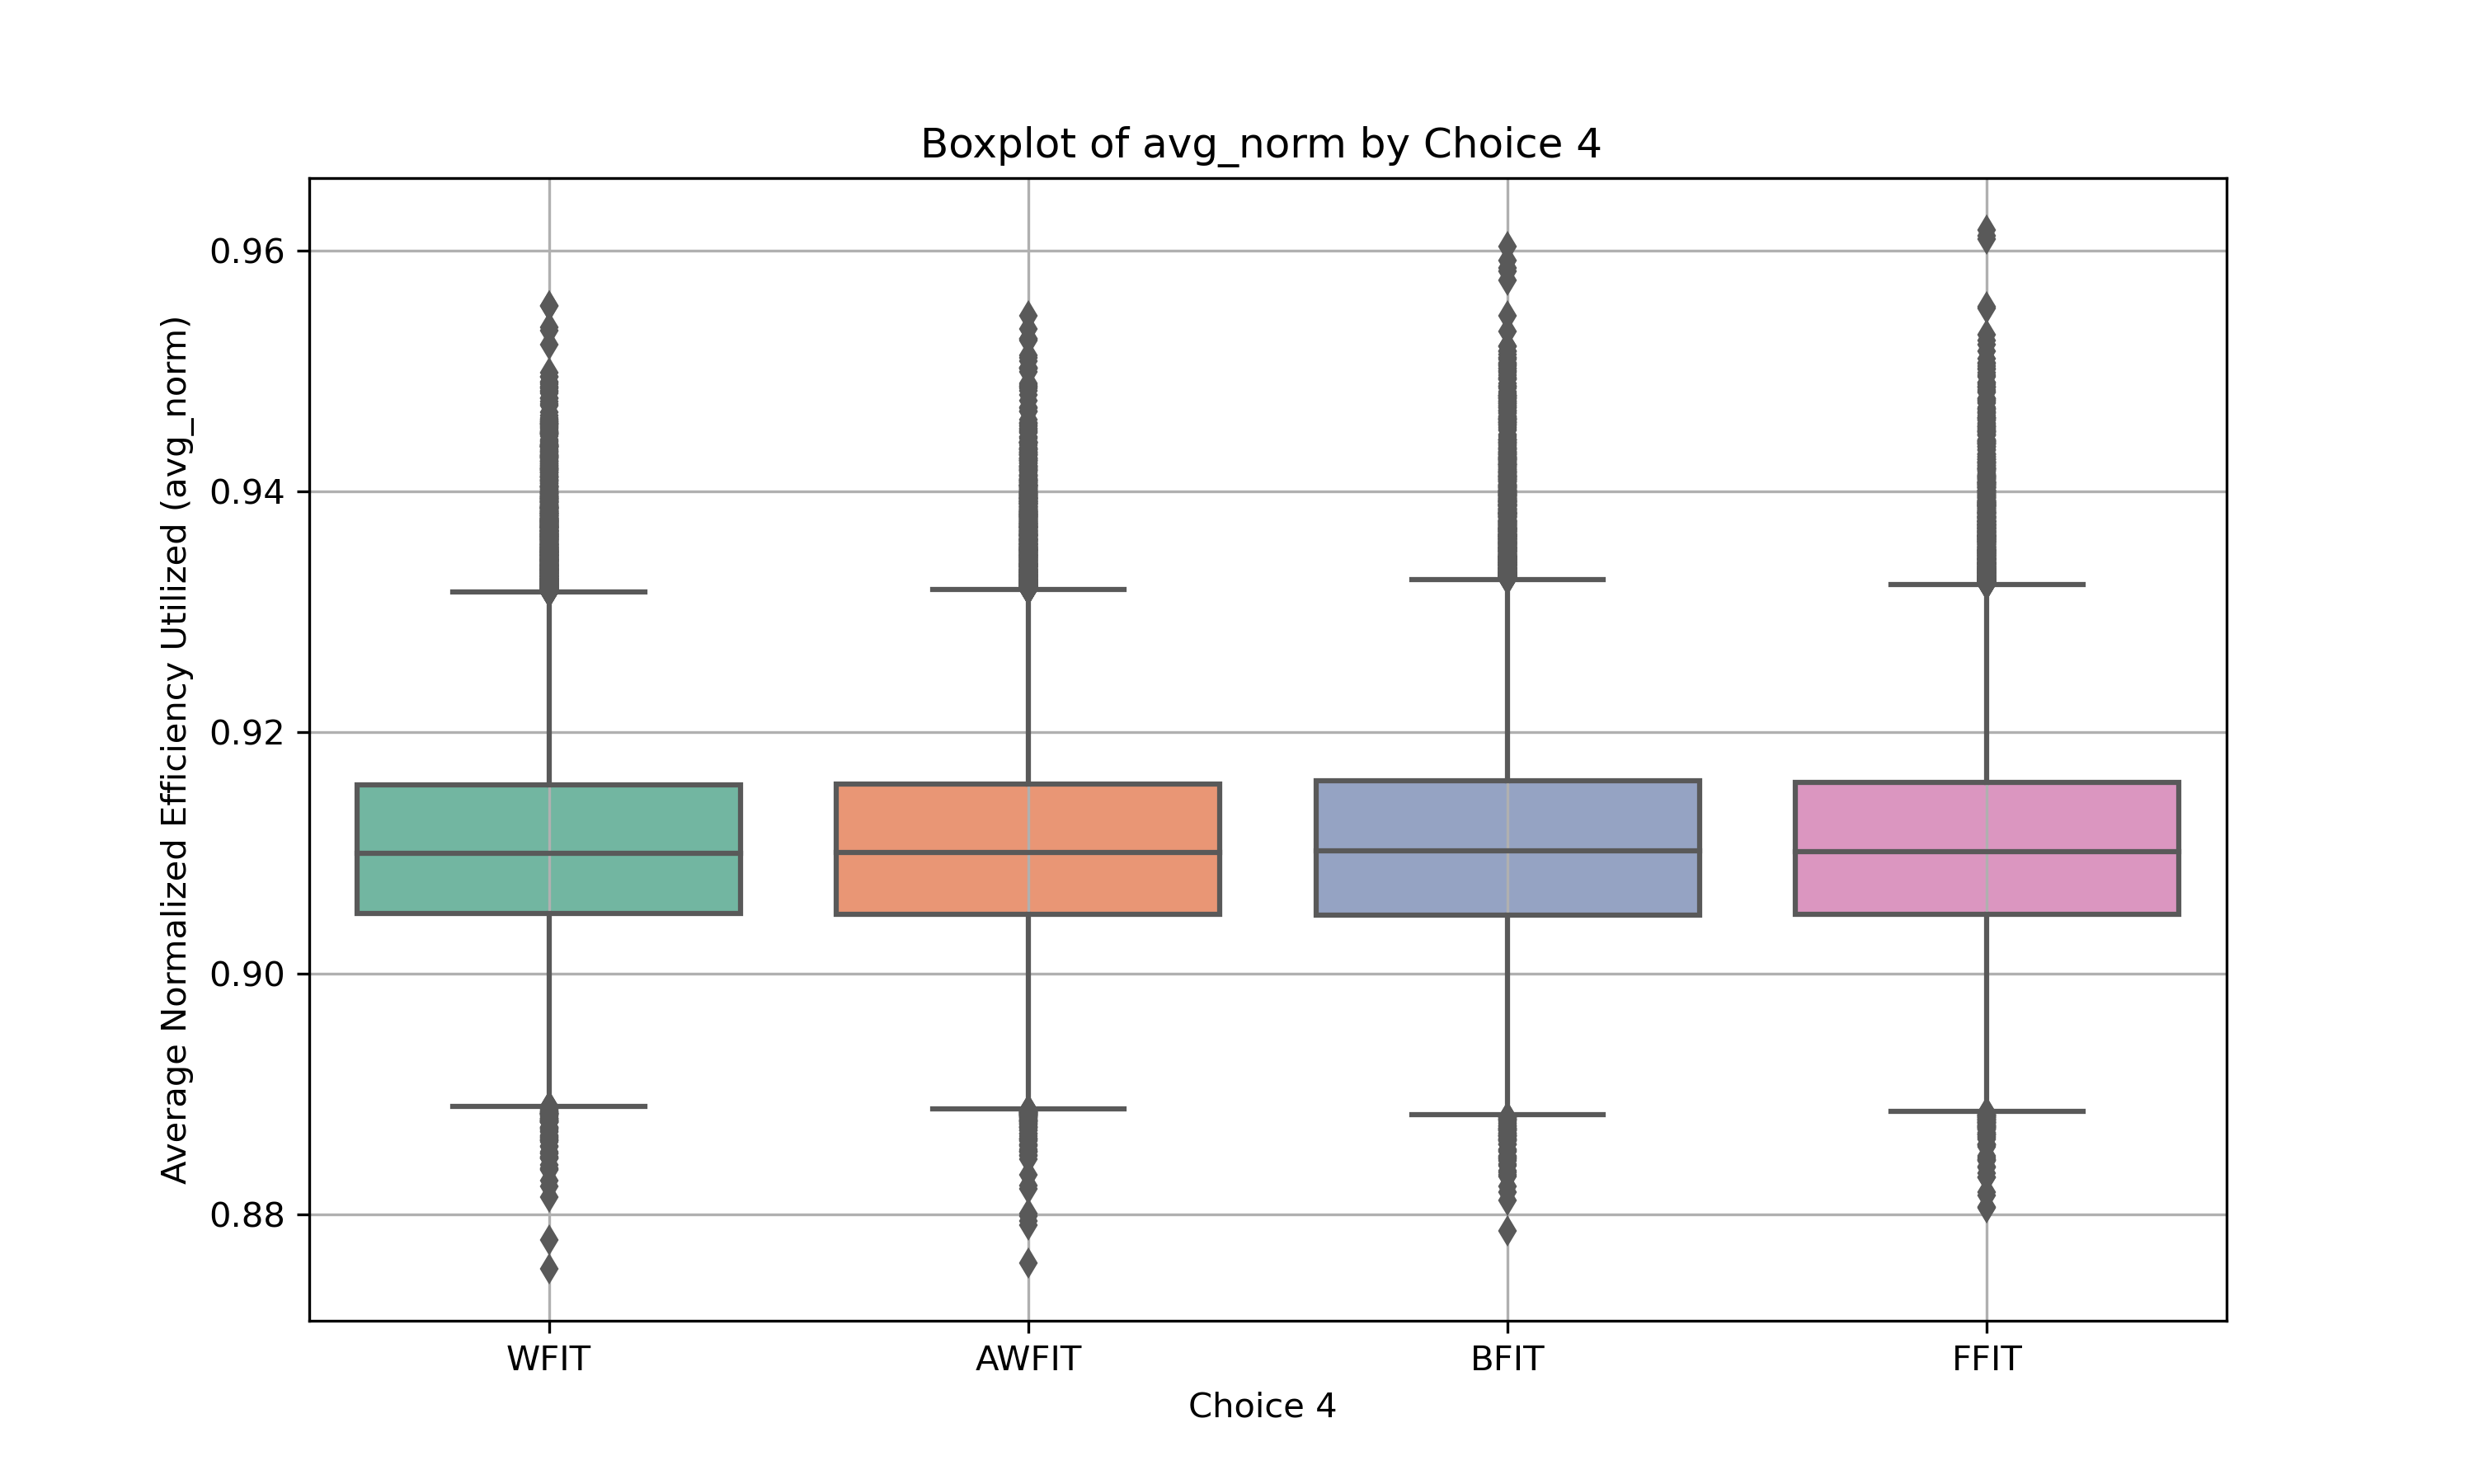 Boxplot of avg_norm by Choice 4
Average Normalized Efficiency Utilized (avg_norm)
0.96
0.94
0.92
0.90
0.88
WFIT AWFIT BFIT FFIT
Choice 4